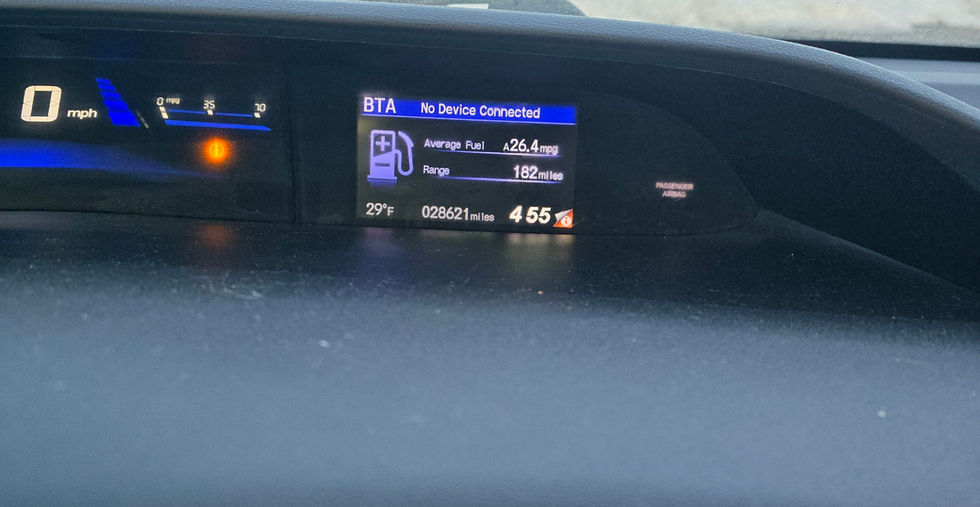 0 mph
0 mpg 35 70
BTA No Device Connected
Average Fuel A26.4mpg
Range 182miles
29°F 028621miles 4 55
PASSENGER
AIRBAG